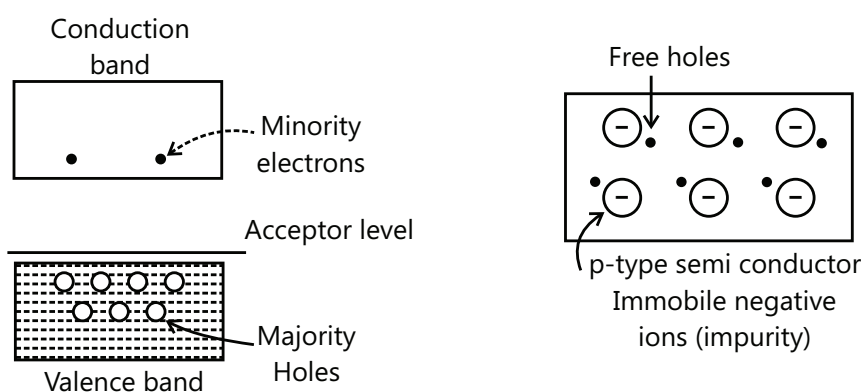 Conduction
band
Minority
electrons
Acceptor level
Majority
Holes
Valence band
Free holes
− − −
− − −
p-type semi conductor
Immobile negative
ions (impurity)